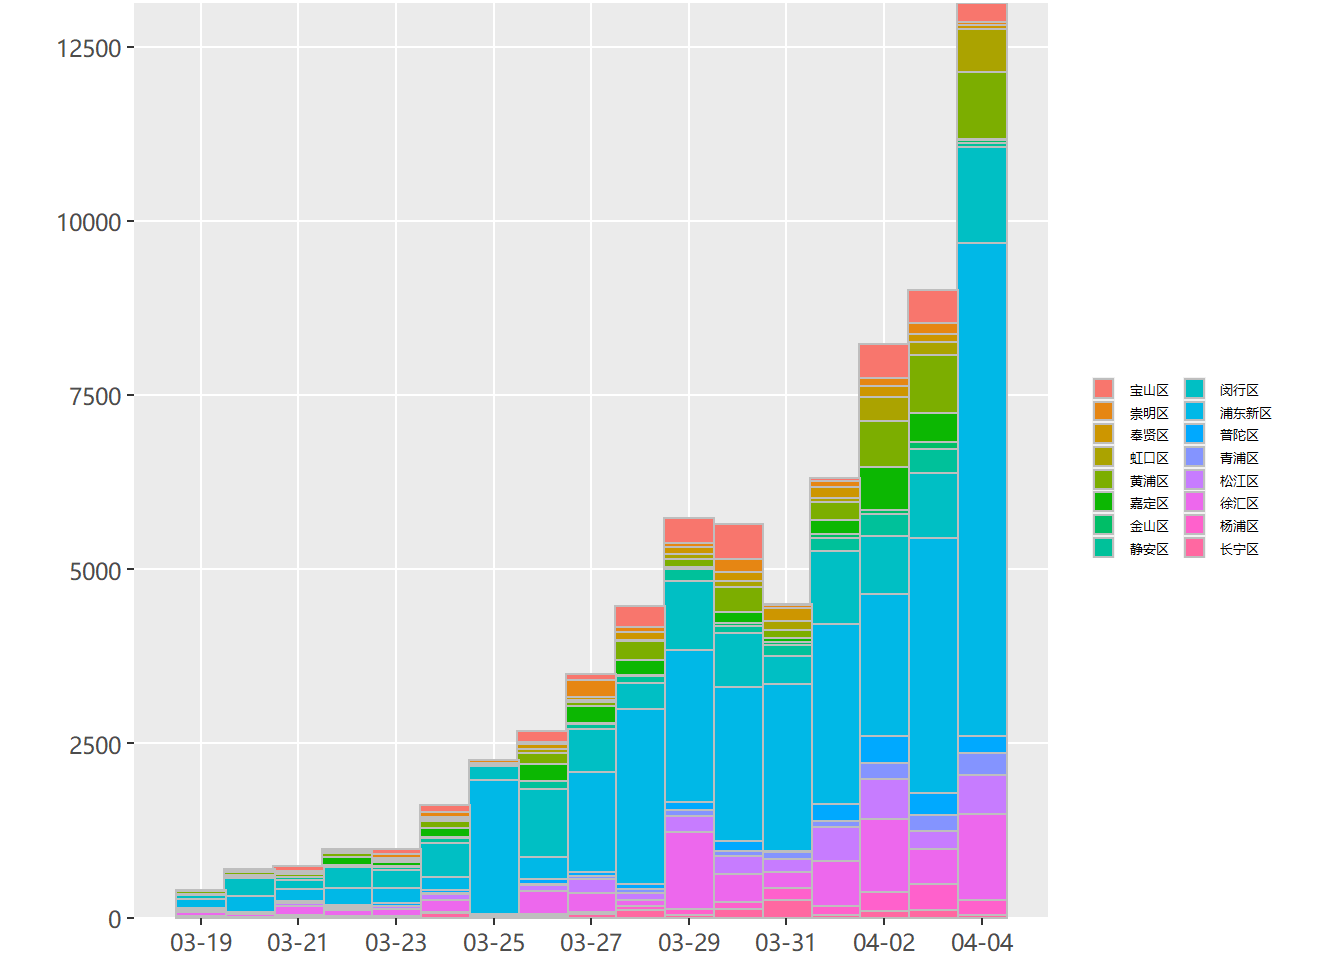 12500
10000
7500
5000
2500
0
03-19 03-21 03-23 03-25 03-27 03-29 03-31 04-02 04-04
宝山区 闵行区
崇明区 浦东新区
奉贤区 普陀区
虹口区 青浦区
黄浦区 松江区
嘉定区 徐汇区
金山区 杨浦区
静安区 长宁区